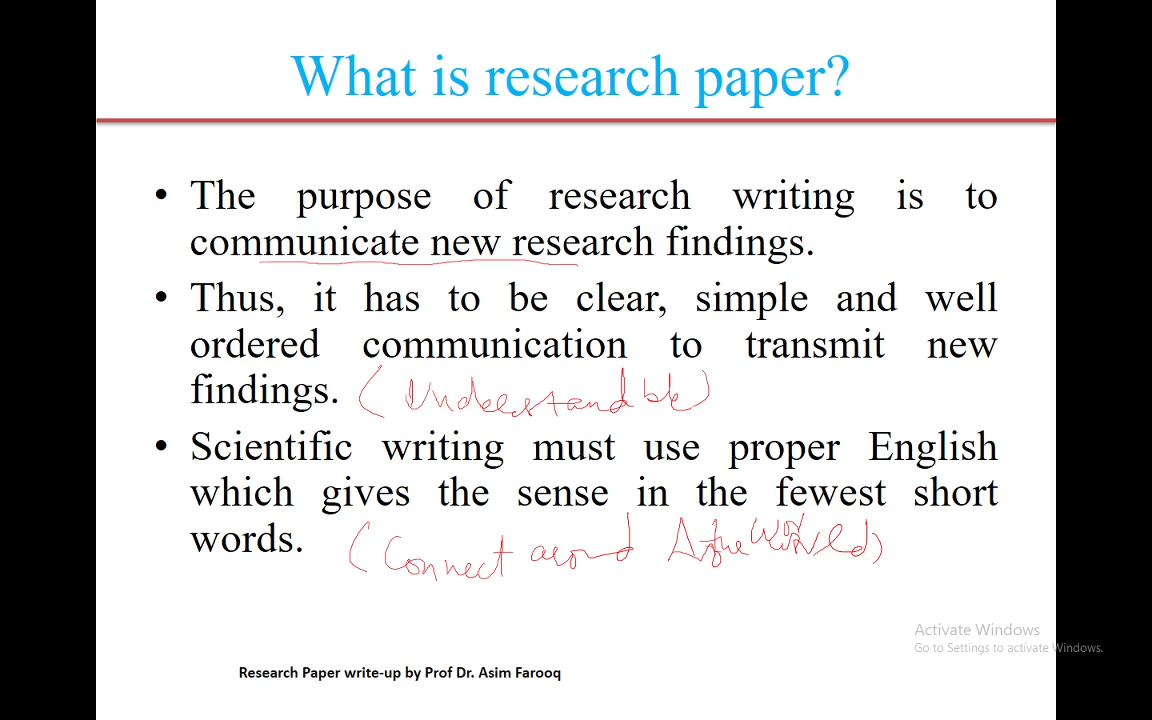 What is research paper?
• The purpose of research writing is to
communicate new research findings.
• Thus, it has to be clear, simple and well
ordered communication to transmit new
findings. (Understandable)
• Scientific writing must use proper English
which gives the sense in the fewest short
words. (Connect around the World)
Activate Windows
Go to Settings to activate Windows.
Research Paper write-up by Prof Dr. Asim Farooq